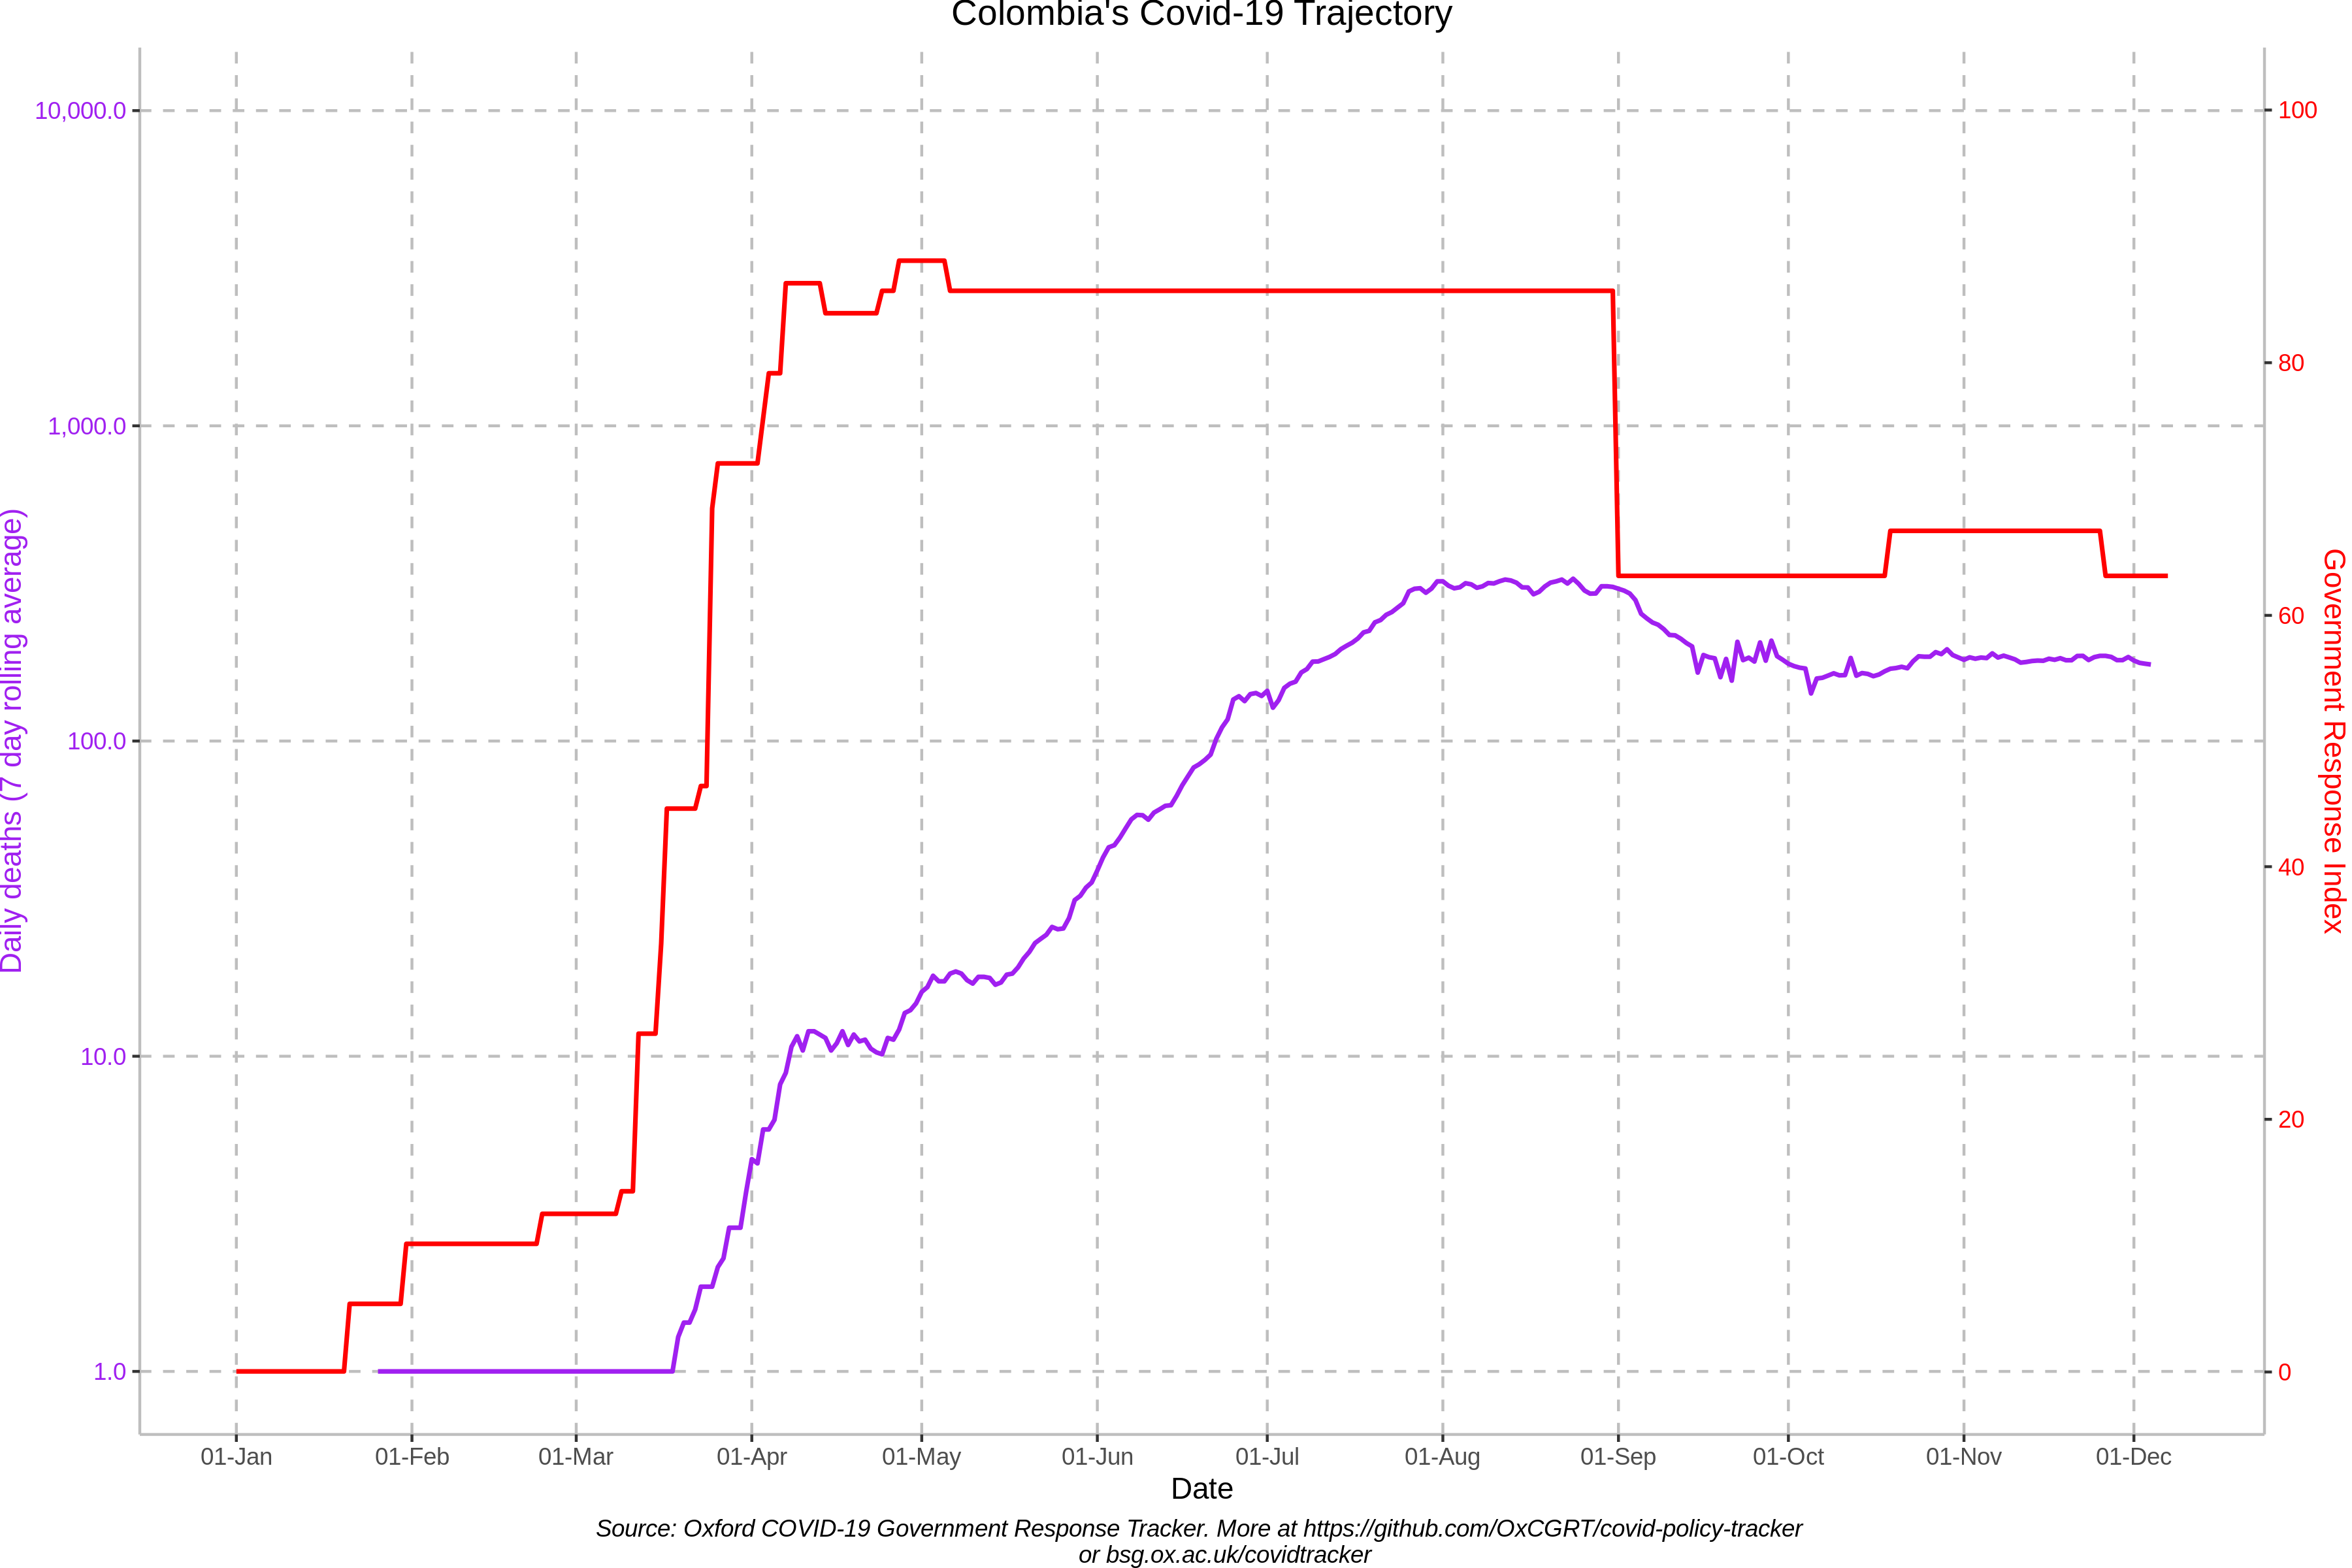 Colombia's Covid-19 Trajectory
10,000.0
1,000.0
100.0
10.0
1.0
Daily deaths (7 day rolling average)
100
80
60
40
20
0
Government Response Index
01-Jan 01-Feb 01-Mar 01-Apr 01-May 01-Jun 01-Jul 01-Aug 01-Sep 01-Oct 01-Nov 01-Dec
Date
Source: Oxford COVID-19 Government Response Tracker. More at https://github.com/OxCGRT/covid-policy-tracker
or bsg.ox.ac.uk/covidtracker